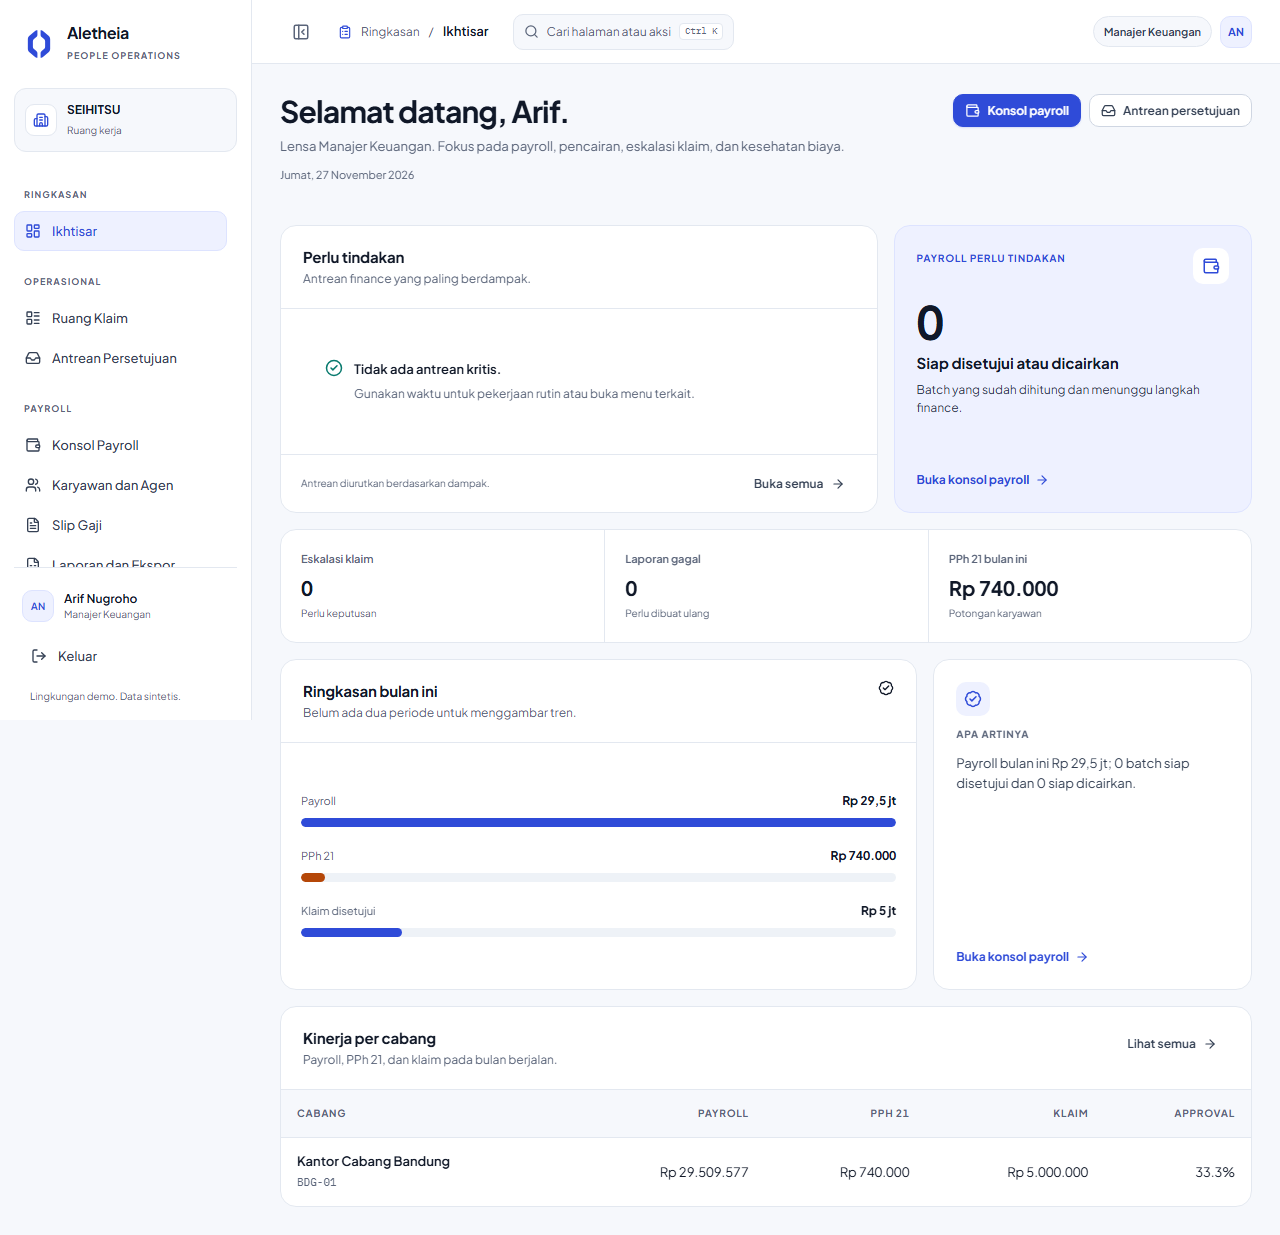 Aletheia
PEOPLE OPERATIONS
SEIHITSU
Ruang kerja
RINGKASAN
Ikhtisar
OPERASIONAL
Ruang Klaim
Antrean Persetujuan
PAYROLL
Konsol Payroll
Karyawan dan Agen
Slip Gaji
Laporan dan Ekspor
AN
Arif Nugroho
Manajer Keuangan
Keluar
Lingkungan demo. Data sintetis.
Ringkasan / Ikhtisar
Cari halaman atau aksi Ctrl K
Manajer Keuangan AN
Selamat datang, Arif.
Lensa Manajer Keuangan. Fokus pada payroll, pencairan, eskalasi klaim, dan kesehatan biaya.
Jumat, 27 November 2026
Konsol payroll
Antrean persetujuan
Perlu tindakan
Antrean finance yang paling berdampak.
Tidak ada antrean kritis.
Gunakan waktu untuk pekerjaan rutin atau buka menu terkait.
Antrean diurutkan berdasarkan dampak.
Buka semua
PAYROLL PERLU TINDAKAN
0
Siap disetujui atau dicairkan
Batch yang sudah dihitung dan menunggu langkah
finance.
Buka konsol payroll
Eskalasi klaim
0
Perlu keputusan
Laporan gagal
0
Perlu dibuat ulang
PPh 21 bulan ini
Rp 740.000
Potongan karyawan
Ringkasan bulan ini
Belum ada dua periode untuk menggambar tren.
Payroll Rp 29,5 jt
PPh 21 Rp 740.000
Klaim disetujui Rp 5 jt
APA ARTINYA
Payroll bulan ini Rp 29,5 jt; 0 batch siap
disetujui dan 0 siap dicairkan.
Buka konsol payroll
Kinerja per cabang
Payroll, PPh 21, dan klaim pada bulan berjalan.
Lihat semua
CABANG PAYROLL PPH 21 KLAIM APPROVAL
Kantor Cabang Bandung
BDG-01
Rp 29.509.577 Rp 740.000 Rp 5.000.000 33.3%